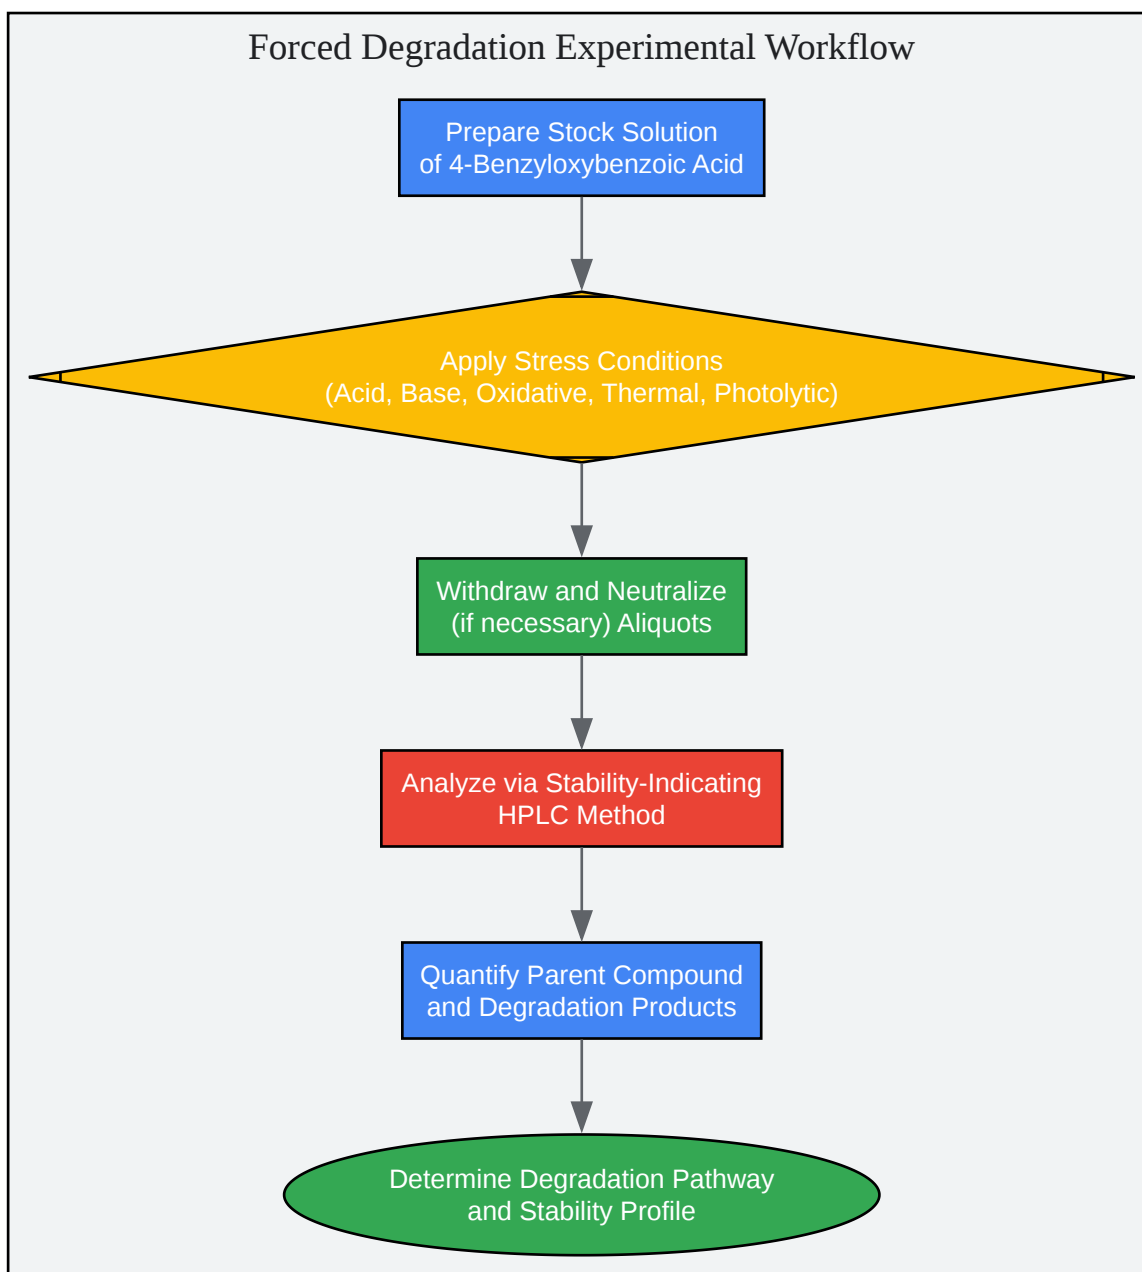 Forced Degradation Experimental Workflow
Prepare Stock Solution
of 4-Benzyloxybenzoic Acid
Apply Stress Conditions
(Acid, Base, Oxidative, Thermal, Photolytic)
Withdraw and Neutralize
(if necessary) Aliquots
Analyze via Stability-Indicating
HPLC Method
Quantify Parent Compound
and Degradation Products
Determine Degradation Pathway
and Stability Profile